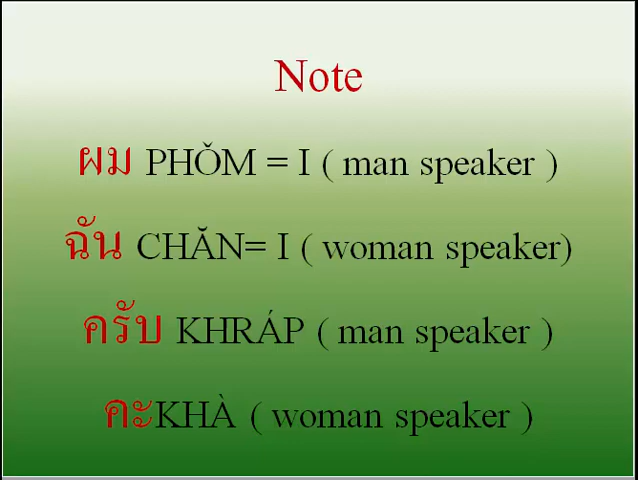 Note
ผม PHǑM = I ( man speaker )
ฉัน CHĂN= I ( woman speaker)
ครับ KHRÁP ( man speaker )
คะKHÀ ( woman speaker )